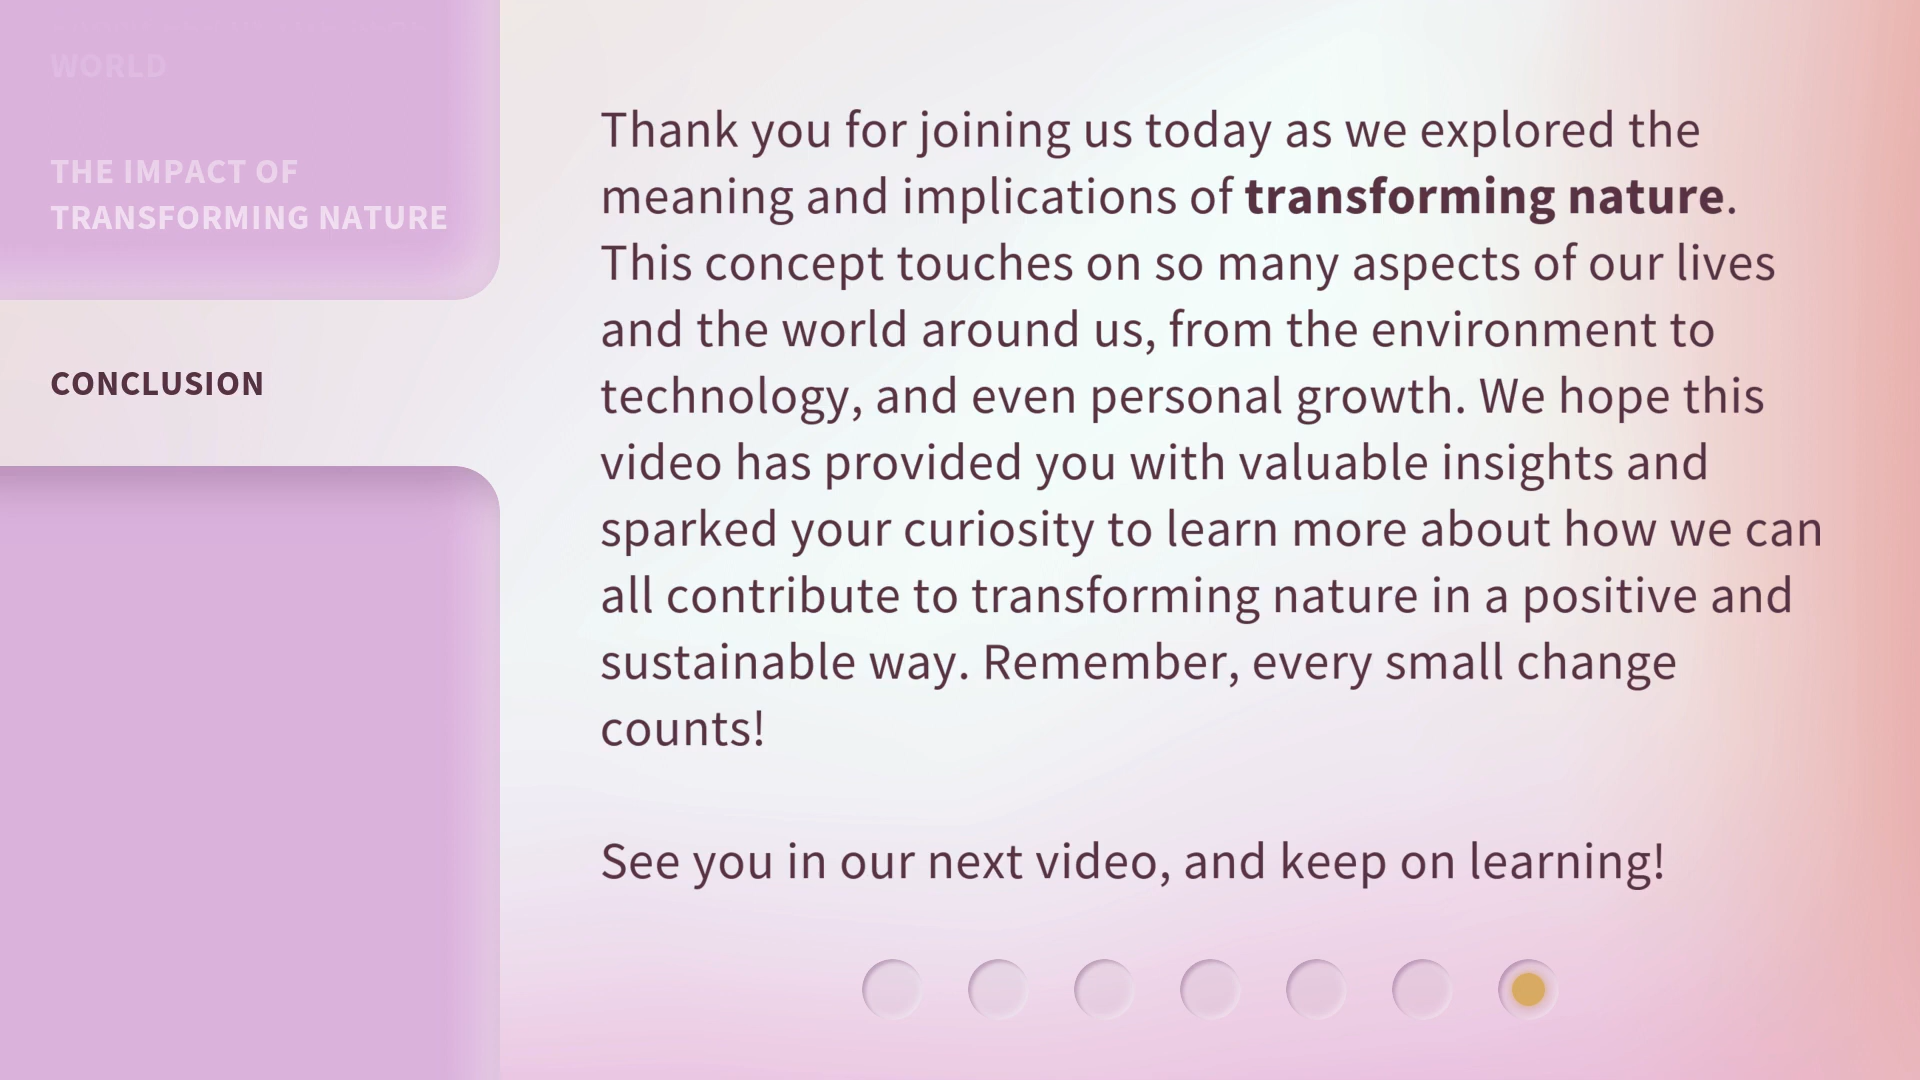 WORLD
THE IMPACT OF
TRANSFORMING NATURE
CONCLUSION
Thank you for joining us today as we explored the
meaning and implications of transforming nature.
This concept touches on so many aspects of our lives
and the world around us, from the environment to
technology, and even personal growth. We hope this
video has provided you with valuable insights and
sparked your curiosity to learn more about how we can
all contribute to transforming nature in a positive and
sustainable way. Remember, every small change
counts!
See you in our next video, and keep on learning!